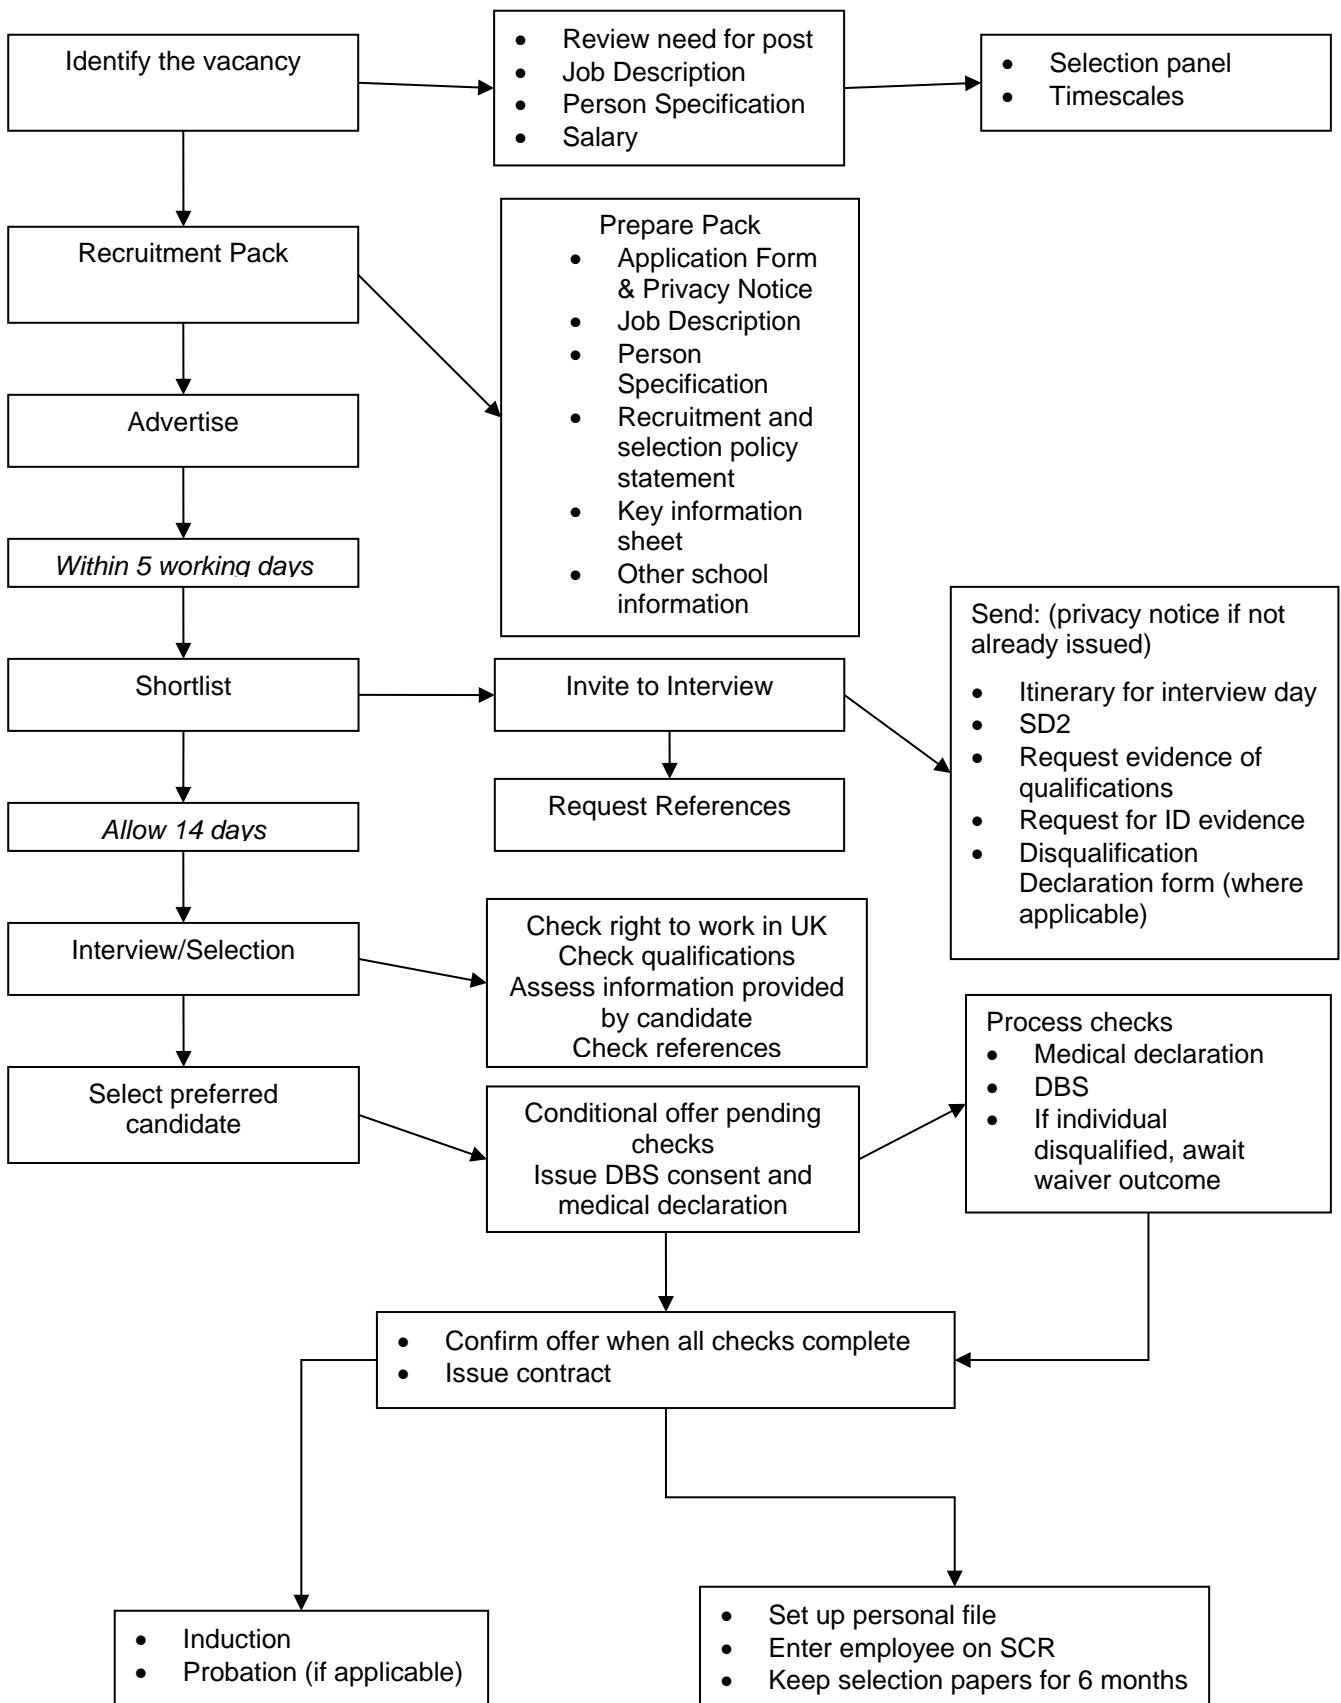 Identify the vacancy
• Review need for post
• Job Description
• Person Specification
• Salary
• Selection panel
• Timescales
Recruitment Pack
Prepare Pack
• Application Form
& Privacy Notice
• Job Description
• Person
Specification
• Recruitment and
selection policy
statement
• Key information
sheet
• Other school
information
Advertise
Within 5 working days
Shortlist
Invite to Interview
Request References
Send: (privacy notice if not
already issued)
• Itinerary for interview day
• SD2
• Request evidence of
qualifications
• Request for ID evidence
• Disqualification
Declaration form (where
applicable)
Allow 14 days
Interview/Selection
Check right to work in UK
Check qualifications
Assess information provided
by candidate
Check references
Select preferred
candidate
Conditional offer pending
checks
Issue DBS consent and
medical declaration
Process checks
• Medical declaration
• DBS
• If individual
disqualified, await
waiver outcome
• Confirm offer when all checks complete
• Issue contract
• Induction
• Probation (if applicable)
• Set up personal file
• Enter employee on SCR
• Keep selection papers for 6 months